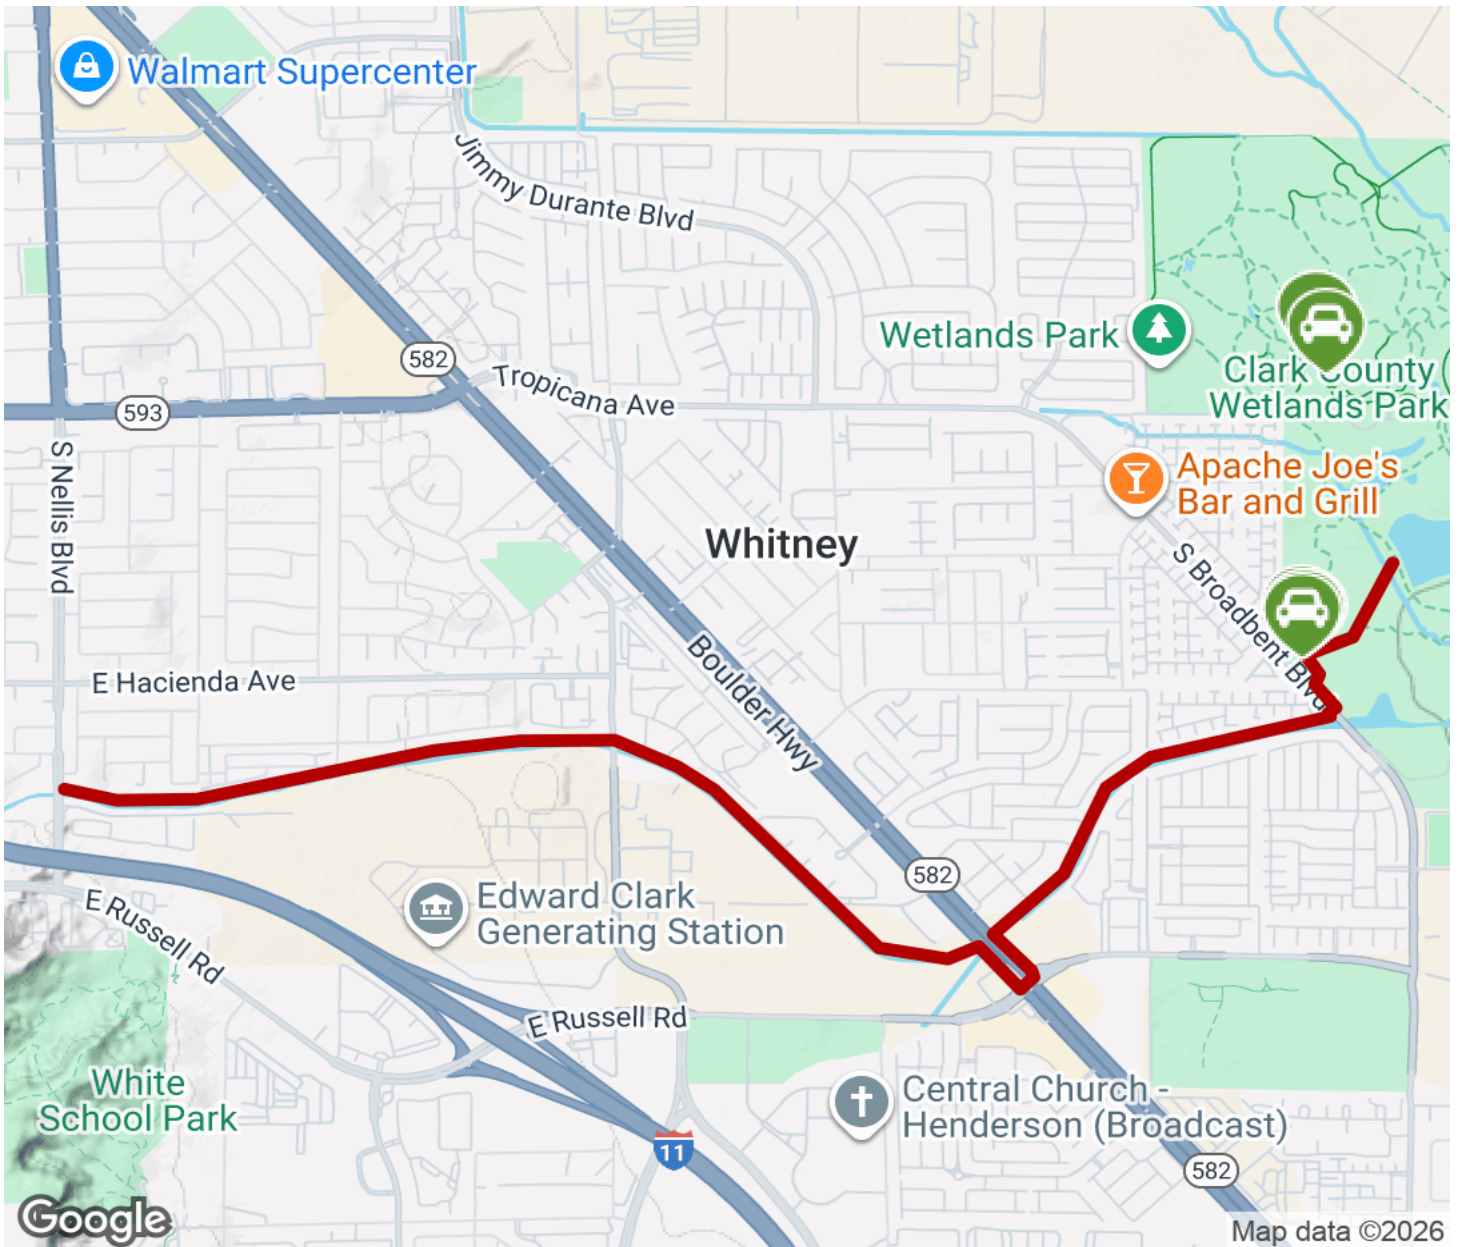 Walmart Supercenter
Jimmy Durante Blvd
Wetlands Park
582
Clark County
Wetlands Park
Tropicana Ave
593
Apache Joe's
Bar and Grill
S Nellis Blvd
Whitney
S Broadbent Blvd
E Hacienda Ave
Boulder Hwy
582
Edward Clark
Generating Station
E Russell Rd
E Russell Rd
White
School Park
Central Church -
Henderson (Broadcast)
11
582
Google
Map data ©2026